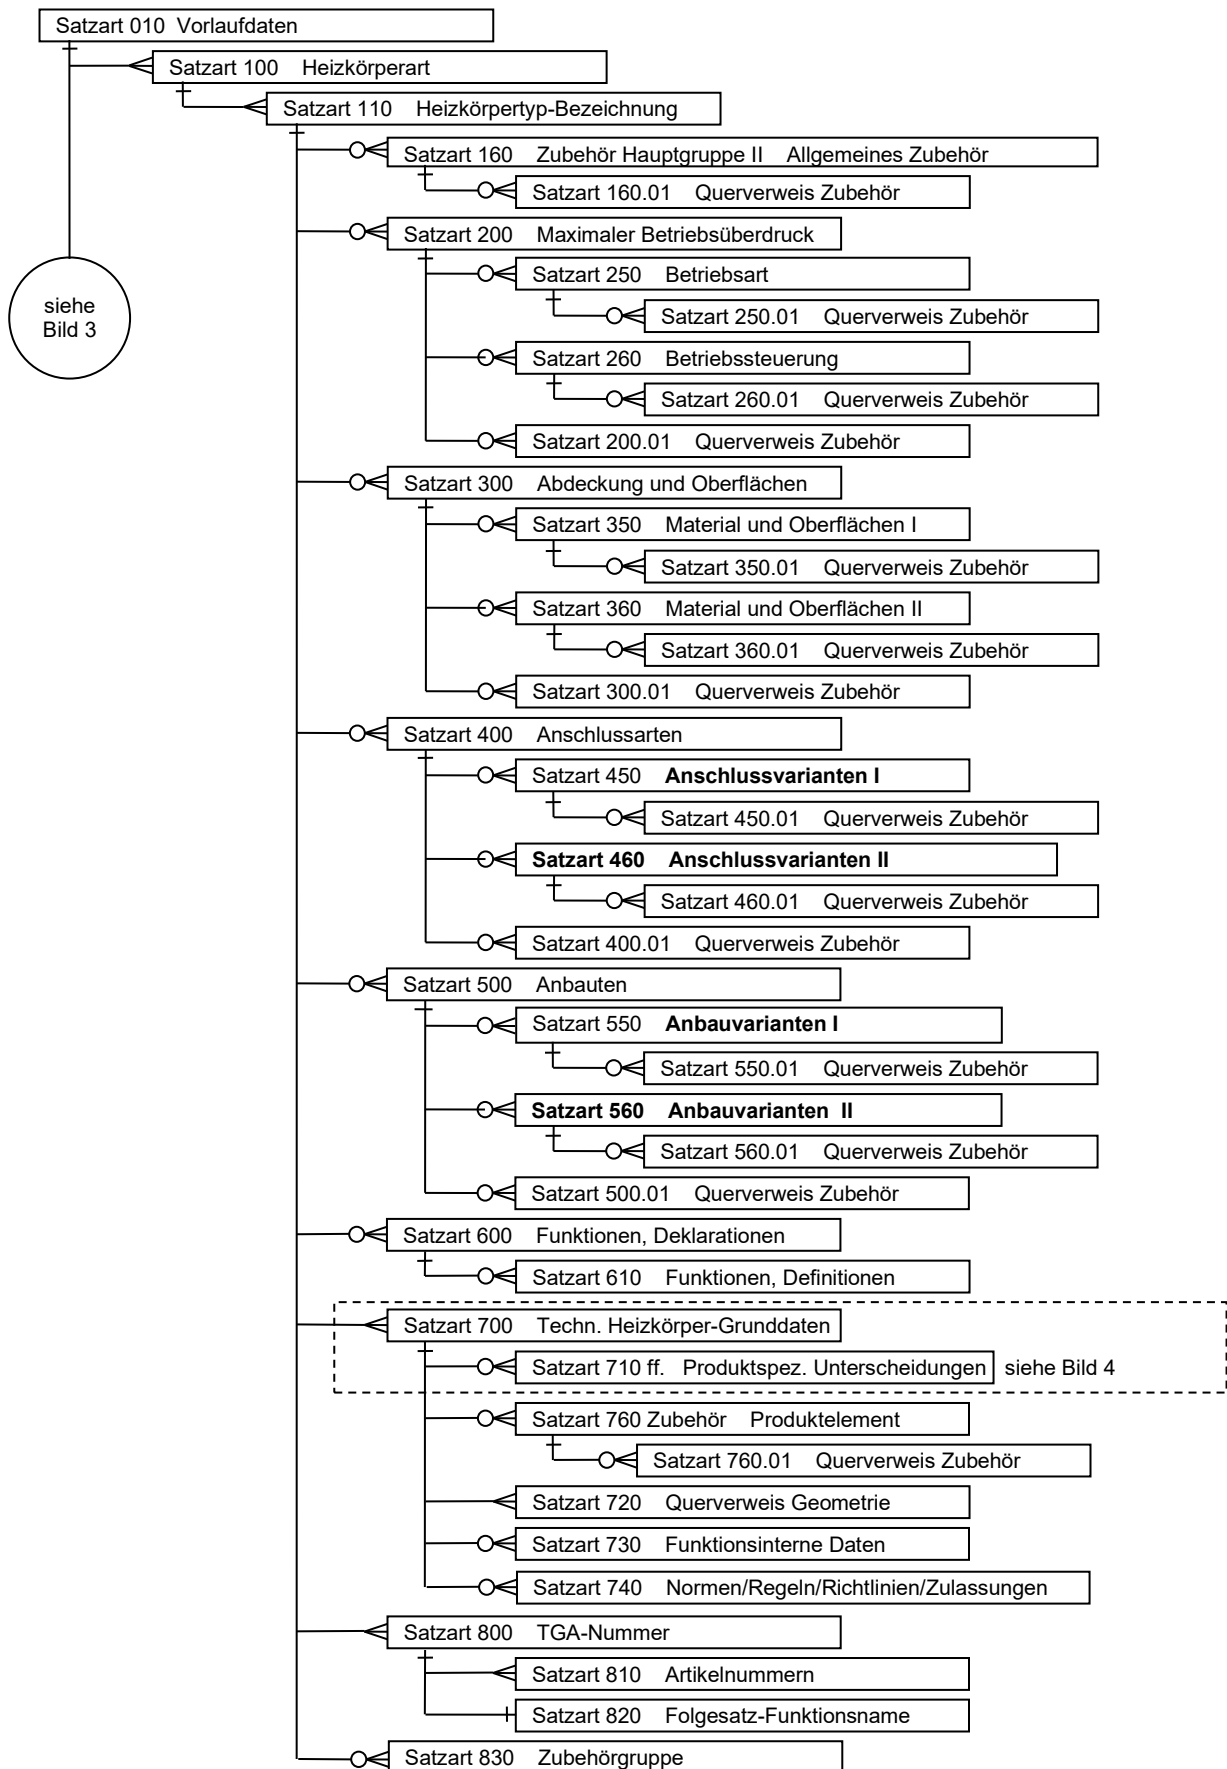 Satzart 010 Vorlaufdaten
Satzart 100 Heizkörperart
Satzart 110 Heizkörpertyp-Bezeichnung
Satzart 160 Zubehör Hauptgruppe II Allgemeines Zubehör
Satzart 160.01 Querverweis Zubehör
Satzart 200 Maximaler Betriebsüberdruck
Satzart 250 Betriebsart
siehe
Bild 3
Satzart 250.01 Querverweis Zubehör
Satzart 260 Betriebssteuerung
Satzart 260.01 Querverweis Zubehör
Satzart 200.01 Querverweis Zubehör
Satzart 300 Abdeckung und Oberflächen
Satzart 350 Material und Oberflächen I
Satzart 350.01 Querverweis Zubehör
Satzart 360 Material und Oberflächen II
Satzart 360.01 Querverweis Zubehör
Satzart 300.01 Querverweis Zubehör
Satzart 400 Anschlussarten
Satzart 450 Anschlussvarianten I
Satzart 450.01 Querverweis Zubehör
Satzart 460 Anschlussvarianten II
Satzart 460.01 Querverweis Zubehör
Satzart 400.01 Querverweis Zubehör
Satzart 500 Anbauten
Satzart 550 Anbauvarianten I
Satzart 550.01 Querverweis Zubehör
Satzart 560 Anbauvarianten II
Satzart 560.01 Querverweis Zubehör
Satzart 500.01 Querverweis Zubehör
Satzart 600 Funktionen, Deklarationen
Satzart 610 Funktionen, Definitionen
Satzart 700 Techn. Heizkörper-Grunddaten
Satzart 710 ff. Produktspez. Unterscheidungen siehe Bild 4
Satzart 760 Zubehör Produktelement
Satzart 760.01 Querverweis Zubehör
Satzart 720 Querverweis Geometrie
Satzart 730 Funktionsinterne Daten
Satzart 740 Normen/Regeln/Richtlinien/Zulassungen
Satzart 800 TGA-Nummer
Satzart 810 Artikelnummern
Satzart 820 Folgesatz-Funktionsname
Satzart 830 Zubehörgruppe